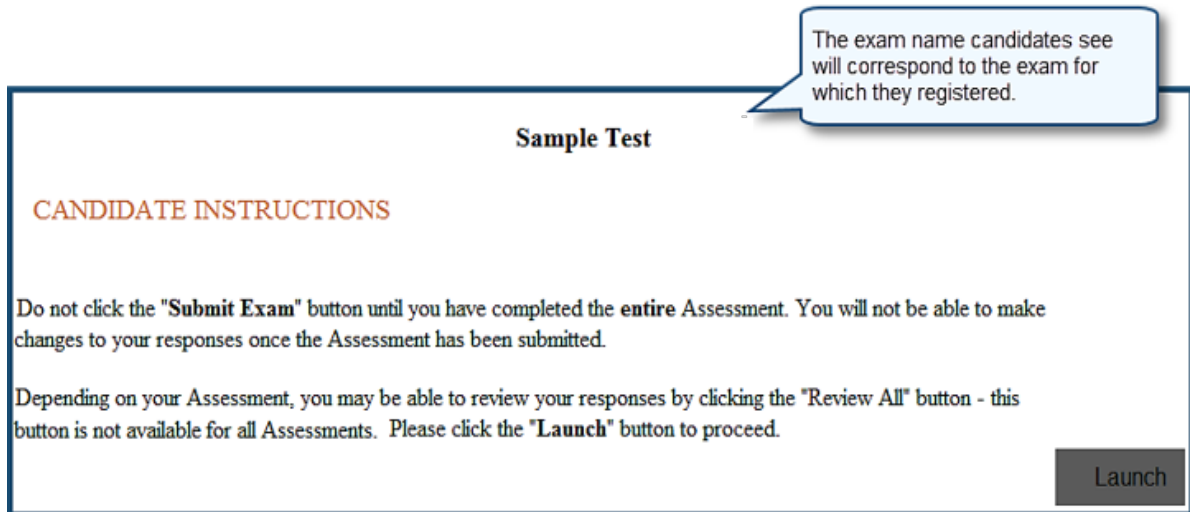 The exam name candidates see
will correspond to the exam for
which they registered.
Sample Test
CANDIDATE INSTRUCTIONS
Do not click the "Submit Exam" button until you have completed the entire Assessment. You will not be able to make
changes to your responses once the Assessment has been submitted.
Depending on your Assessment, you may be able to review your responses by clicking the "Review All" button - this
button is not available for all Assessments. Please click the "Launch" button to proceed.
Launch